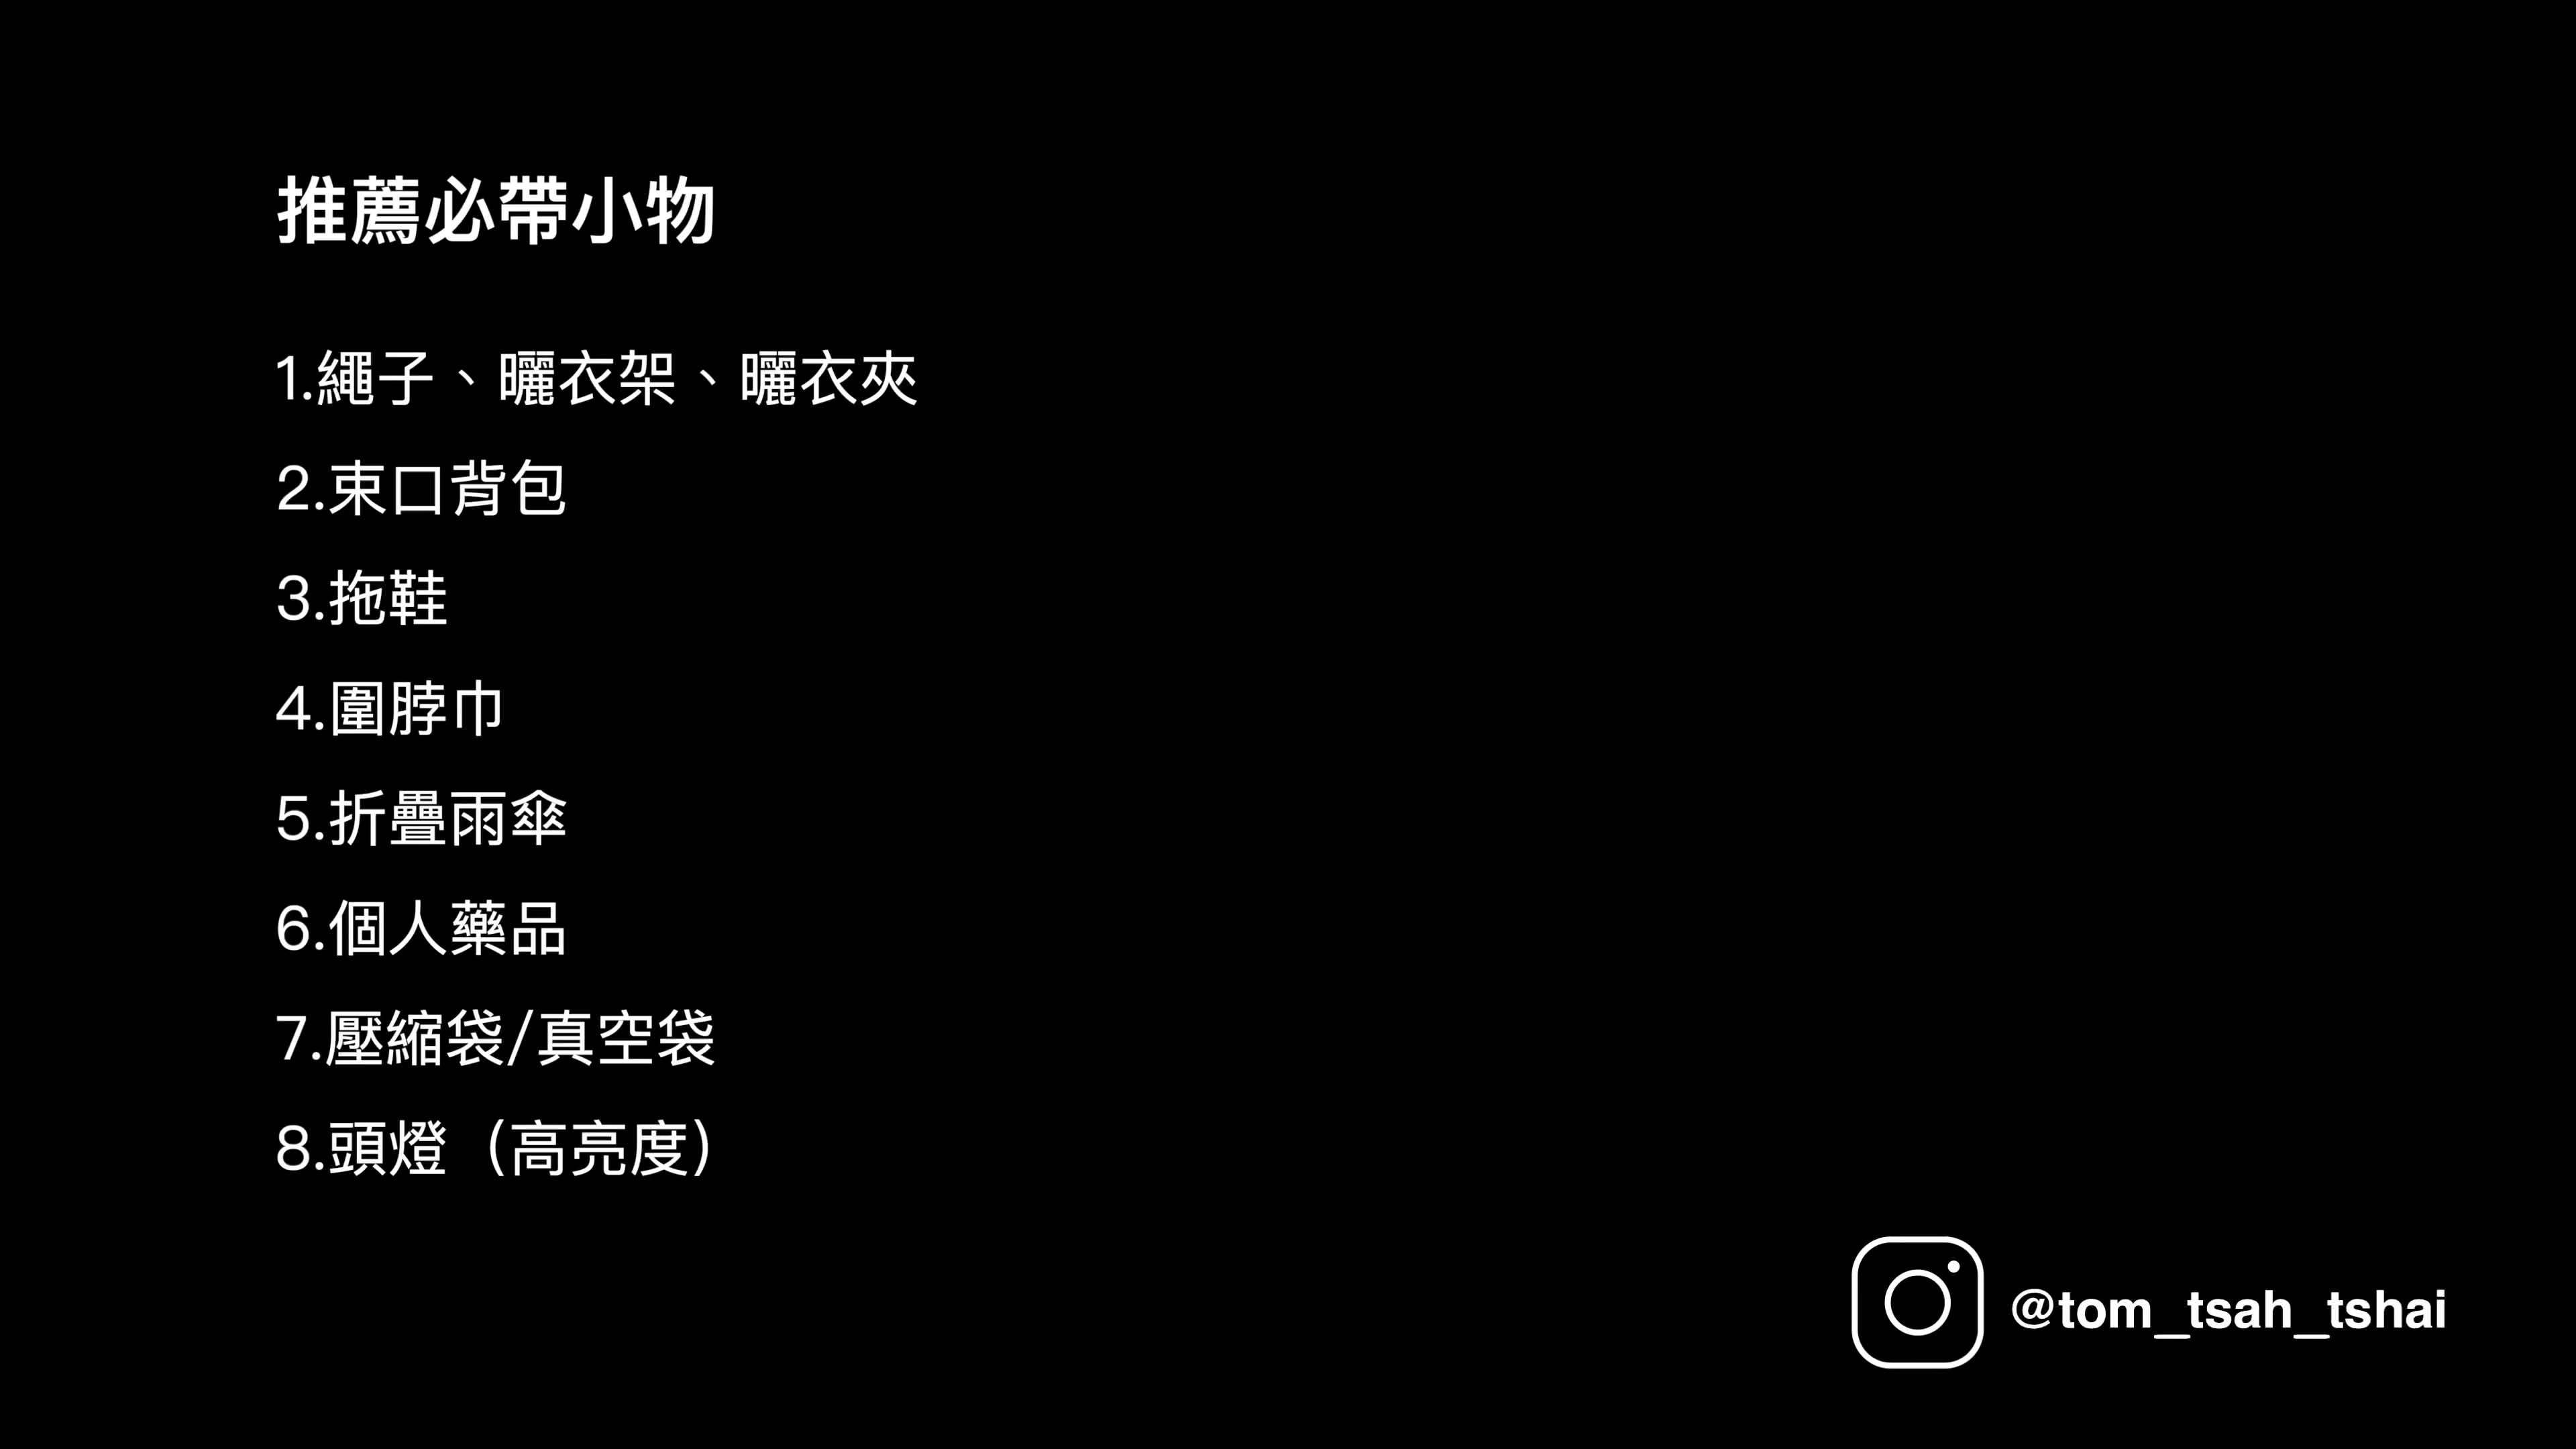 推薦必帶小物
1.繩子、曬衣架、曬衣夾
2.束口背包
3.拖鞋
4.圍脖巾
5.折疊雨傘
6.個人藥品
7.壓縮袋/真空袋
8.頭燈（高亮度）
@tom_tsah_tshai